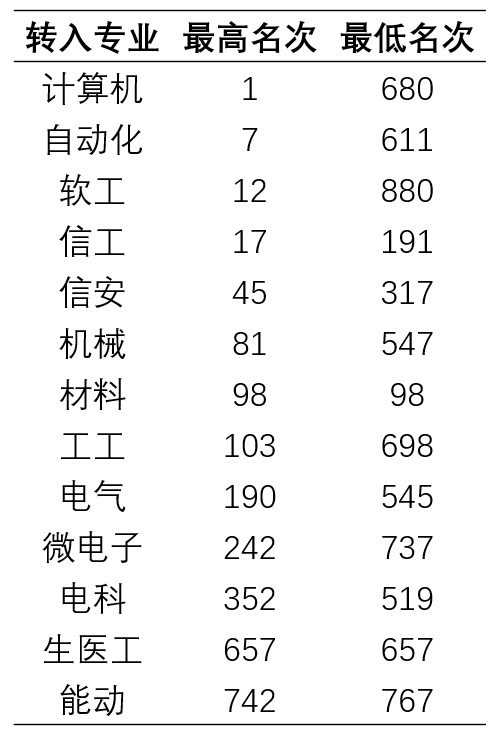 转入专业 最高名次 最低名次
计算机 1 680
自动化 7 611
软工 12 880
信工 17 191
信安 45 317
机械 81 547
材料 98 98
工工 103 698
电气 190 545
微电子 242 737
电科 352 519
生医工 657 657
能动 742 767